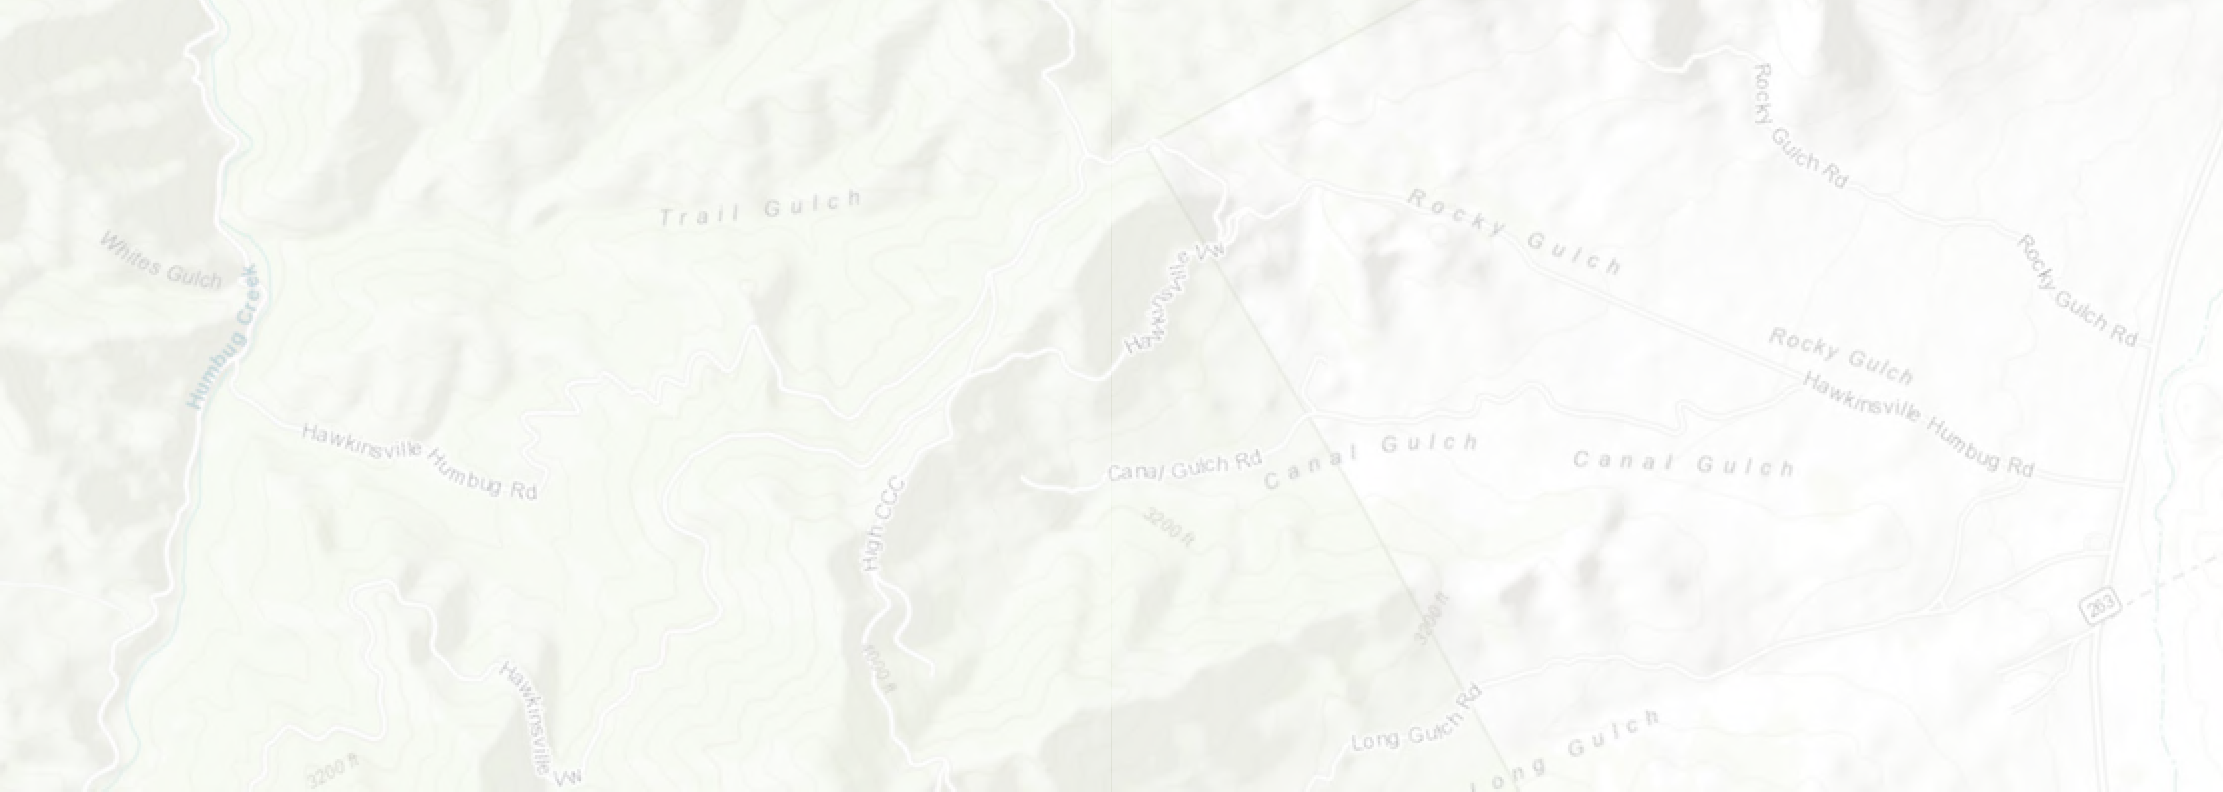 Rocky Gulch Rd
Trail Gulch
Rocky Gulch
Whites Gulch
Humbug Creek
Hawkinsville Vw
Rocky Gulch Rd
Rocky Gulch
Hawkinsville Humbug Rd
Hawkinsville Humbug Rd
Canal Gulch Rd
Canal Gulch
Canal Gulch
High CCC
3200 ft
3200 ft
263
4000 ft
Hawkinsville Vw
Long Gulch Rd
Long Gulch
3200 ft